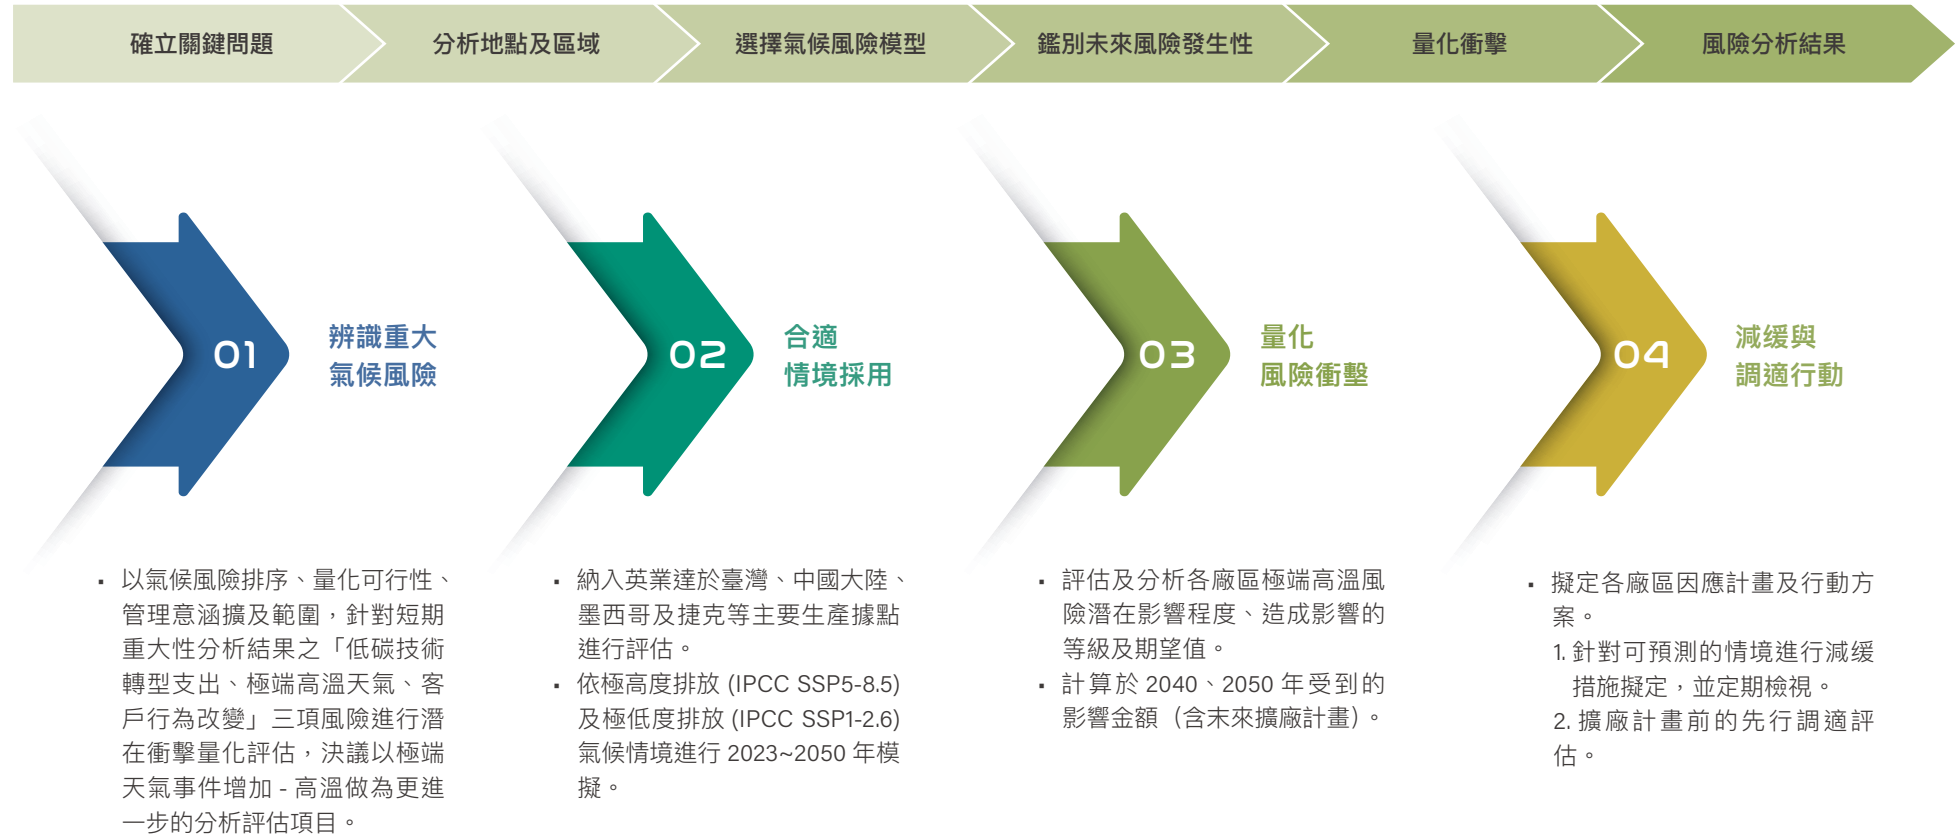 確立關鍵問題
分析地點及區域
選擇氣候風險模型
鑑別未來風險發生性
量化衝擊
風險分析結果
01
辨識重大
氣候風險
02
合適
情境採用
03
量化
風險衝擊
04
減缓與
調適行動
▪ 以氣候風險排序、量化可行性、
管理意涵擴及範圍，針對短期
重大性分析結果之「低碳技術
轉型支出、極端高溫天氣、客
戶行為改變」三項風險進行潛
在衝擊量化評估，決議以極端
天氣事件增加 - 高溫做為更進
一步的分析評估項目。
▪ 納入英業達於臺灣、中國大陸、
墨西哥及捷克等主要生產據點
進行評估。
▪ 依極高度排放 (IPCC SSP5-8.5)
及極低度排放 (IPCC SSP1-2.6)
氣候情境進行 2023~2050 年模
擬。
▪ 評估及分析各廠區極端高溫風
險潛在影響程度、造成影響的
等級及期望值。
▪ 計算於 2040、2050 年受到的
影響金額（含未來擴廠計畫）。
▪ 擬定各廠區因應計畫及行動方
案。
1. 針對可預測的情境進行減缓
措施擬定，並定期檢視。
2. 擴廠計畫前的先行調適評
估。